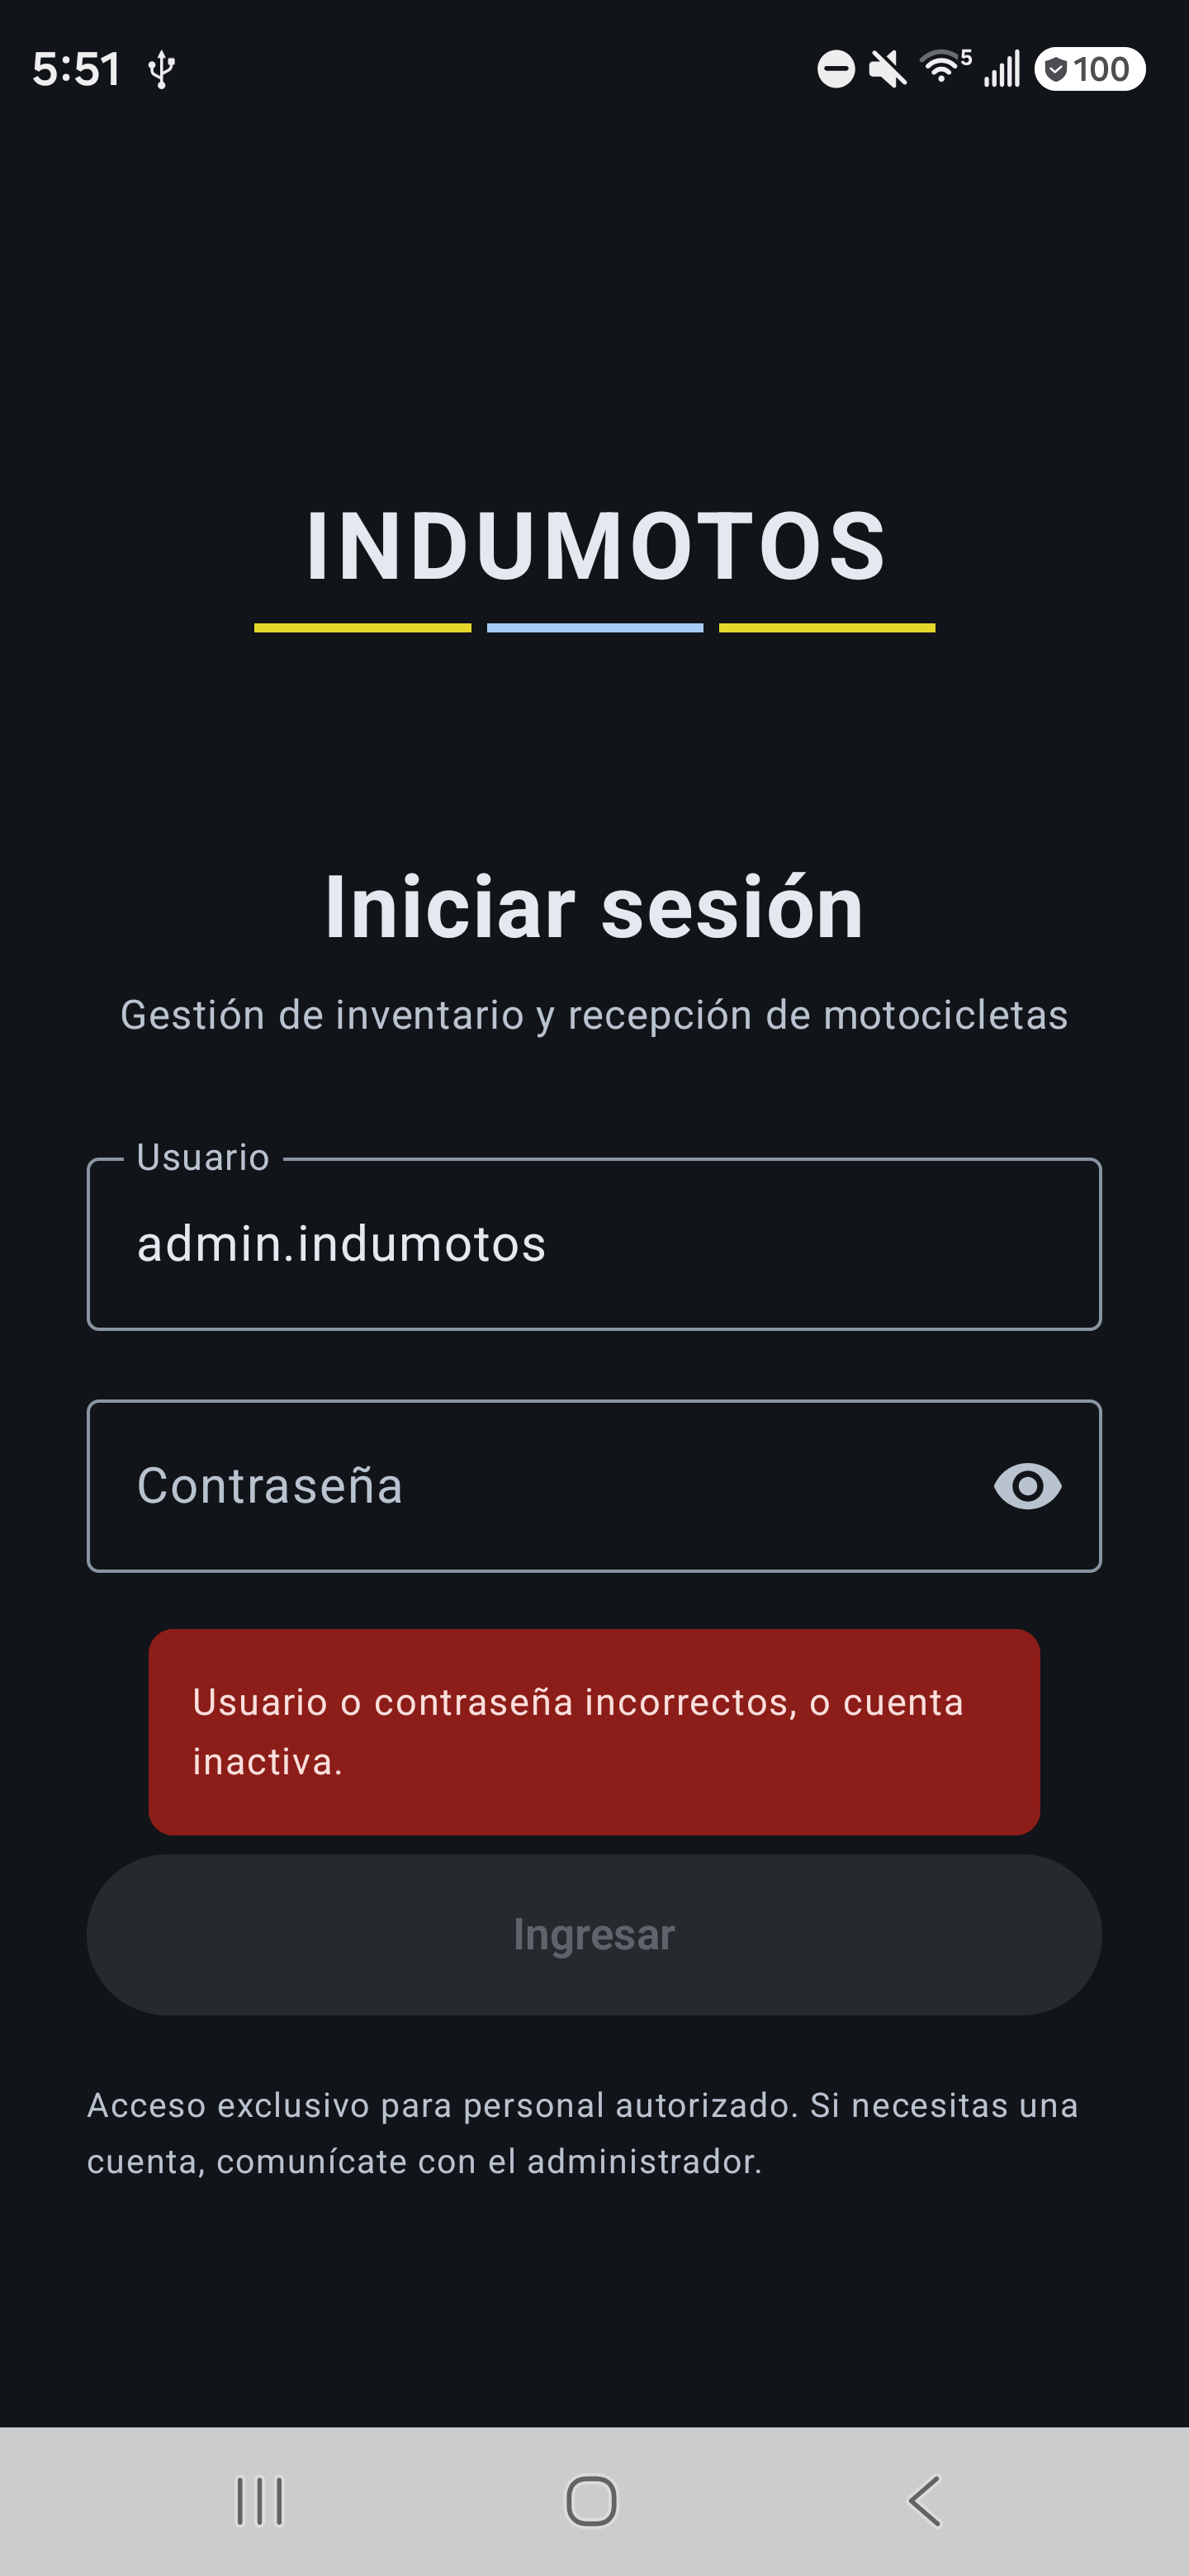 5:51
5
100
INDUMOTOS
Iniciar sesión
Gestión de inventario y recepción de motocicletas
Usuario
admin.indumotos
Contraseña
Usuario o contraseña incorrectos, o cuenta
inactiva.
Ingresar
Acceso exclusivo para personal autorizado. Si necesitas una
cuenta, comunícate con el administrador.